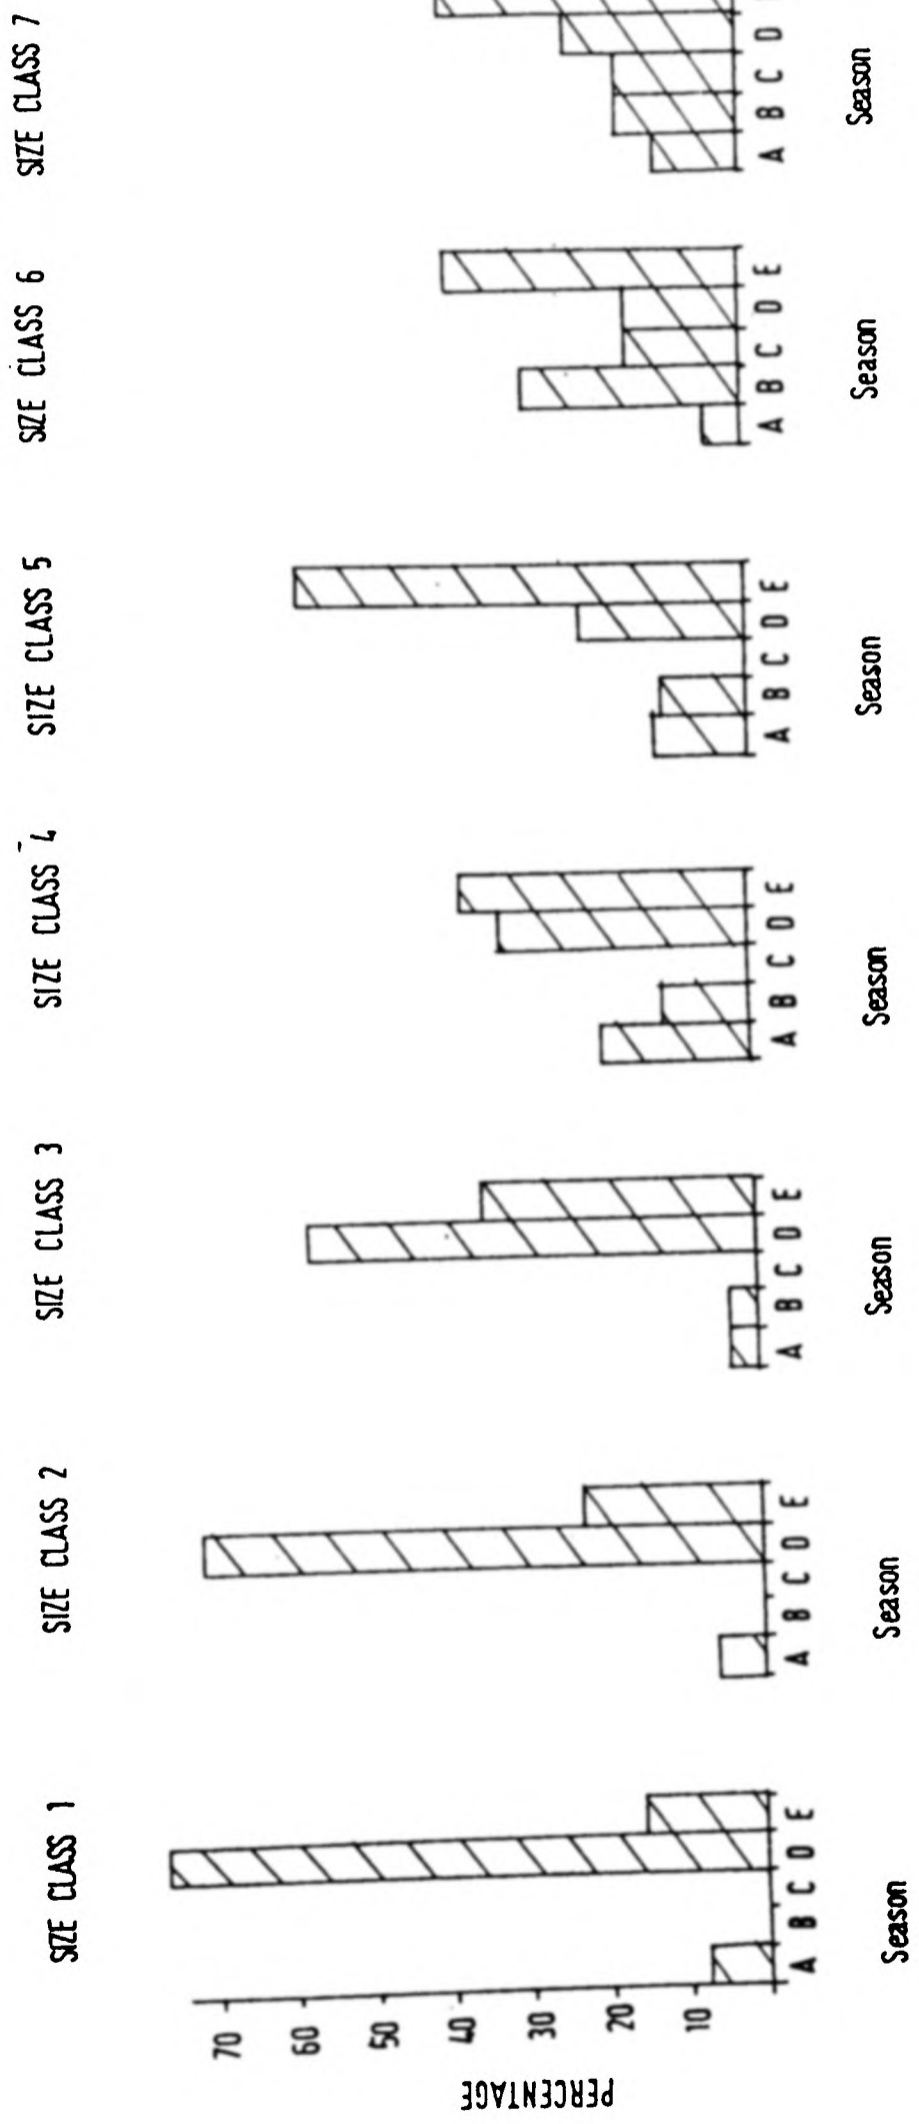 SIZE CLASS 1
SIZE CLASS 2
SIZE CLASS 3
SIZE CLASS 4
SIZE CLASS 5
SIZE CLASS 6
SIZE CLASS 7
PERCENTAGE
70
60
50
40
30
20
10
A B C D E
A B C D E
A B C D E
A B C D E
A B C D E
A B C D E
A B C D
Season
Season
Season
Season
Season
Season
Season